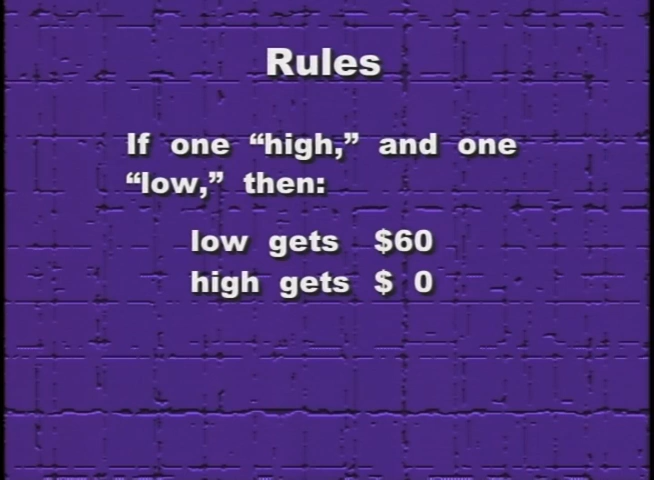 Rules
If one “high,” and one
“low,” then:
low gets $60
high gets $ 0